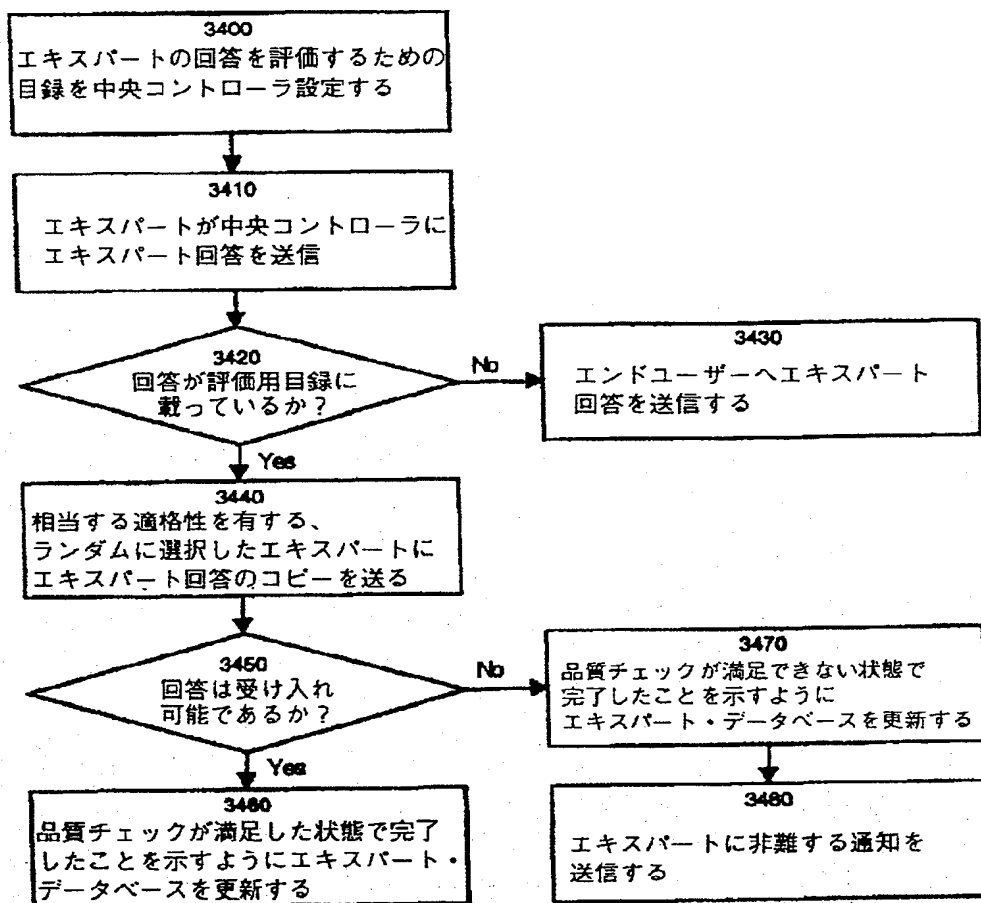 3400
エキスパートの回答を評価するための
目録を中央コントローラ設定する
3410
エキスパートが中央コントローラに
エキスパート回答を送信
3420
回答が評価用目録に
載っているか?
No
3430
エンドユーザーへエキスパート
回答を送信する
Yes
3440
相当する適格性を有する、
ランダムに選択したエキスパートに
エキスパート回答のコピーを送る
3450
回答は受け入れ
可能であるか?
No
3470
品質チェックが満足できない状態で
完了したことを示すように
エキスパート・データベースを更新する
Yes
3460
品質チェックが満足した状態で完了
したことを示すようにエキスパート・
データベースを更新する
3480
エキスパートに非難する通知を
送信する